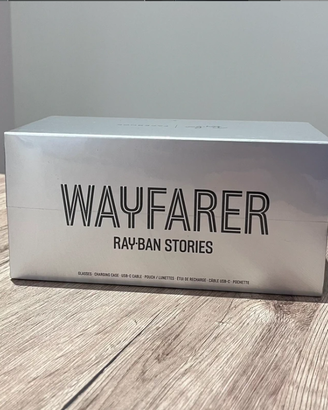 WAYFARER
RAY-BAN STORIES
GLASSES · CHARGING CASE · USB-C CABLE · POUCH / LUNETTES · ÉTUI DE RECHARGE · CÂBLE USB-C · POCHETTE